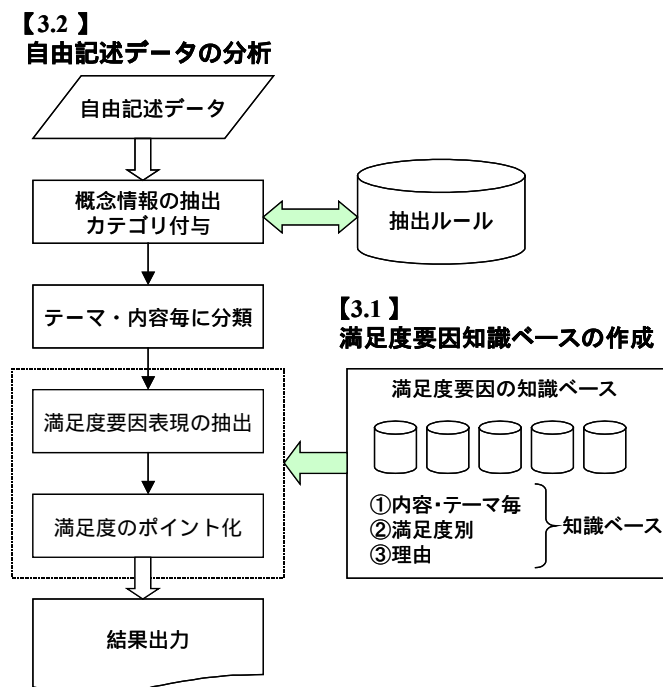 【3.2 】
自由記述データの分析
自由記述データ
概念情報の抽出
カテゴリ付与
抽出ルール
テーマ・内容毎に分類
【3.1 】
満足度要因知識ベースの作成
満足度要因の知識ベース
満足度要因表現の抽出
①内容・テーマ毎
②満足度別
③理由
知識ベース
満足度のポイント化
結果出力